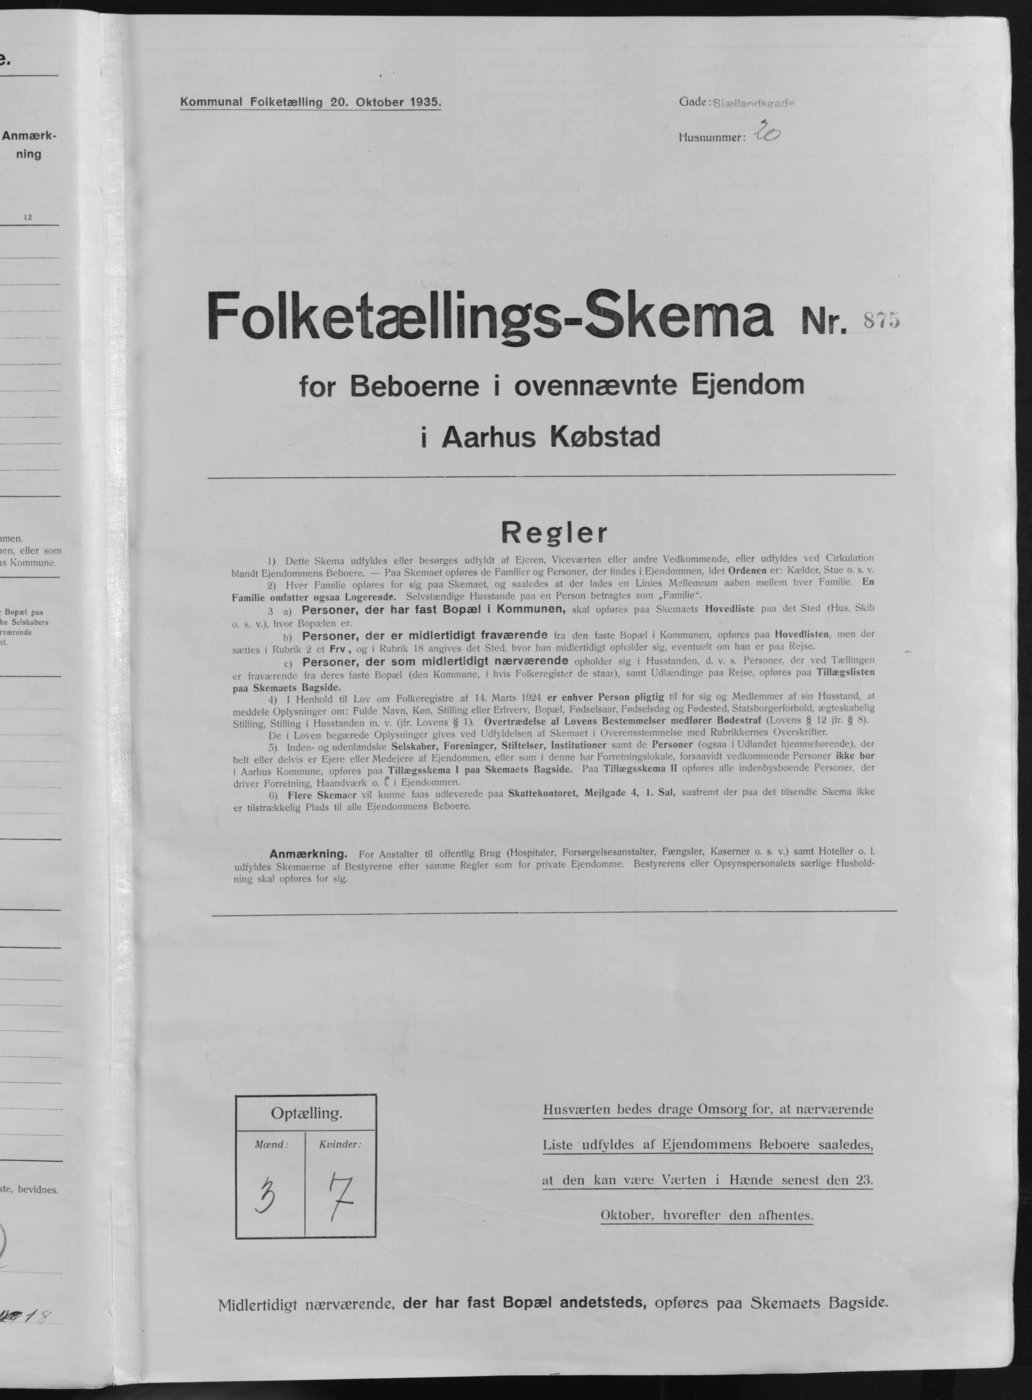 e.
Anmærk-
ning
12
mmen.
nen, eller som
us Kommune.
Bopæl paa
ke Selskabers
rværende
ste, bevidnes.
18
Kommunal Folketælling 20. Oktober 1935.
Gade: Sjællandsgade
Husnummer: 20
Folketællings-Skema Nr. 875
for Beboerne i ovennævnte Ejendom
i Aarhus Købstad
Regler
1) Dette Skema udfyldes eller besørges udfyldt af Ejeren, Viceværten eller andre Vedkommende, eller udfyldes ved Cirkulation
blandt Ejendommens Beboere. — Paa Skemaet opføres de Familier og Personer, der findes i Ejendommen, idet Ordenen er: Kælder, Stue o. s. v.
2) Hver Familie opføres for sig paa Skemaet, og saaledes at der lades en Linies Mellemrum aaben mellem hver Familie. En
Familie omfatter ogsaa Logerende. Selvstændige Husstande paa en Person betragtes som „Familie“.
3 a) Personer, der har fast Bopæl i Kommunen, skal opføres paa Skemaets Hovedliste paa det Sted (Hus, Skib
o. s. v.), hvor Bopælen er.
b) Personer, der er midlertidigt fraværende fra den faste Bopæl i Kommunen, opføres paa Hovedlisten, men der
sættes i Rubrik 2 et Frv., og i Rubrik 18 angives det Sted, hvor han midlertidigt opholder sig, eventuelt om han er paa Rejse.
c) Personer, der som midlertidigt nærværende opholder sig i Husstanden, d. v. s. Personer, der ved Tællingen
er fraværende fra deres faste Bopæl (den Kommune, i hvis Folkeregister de staar), samt Udlændinge paa Rejse, opføres paa Tillægslisten
paa Skemaets Bagside.
4) I Henhold til Lov om Folkeregistre af 14. Marts 1924 er enhver Person pligtig til for sig og Medlemmer af sin Husstand, at
meddele Oplysninger om: Fulde Navn, Køn, Stilling eller Erhverv, Bopæl, Fødselsaar, Fødselsdag og Fødested, Statsborgerforhold, ægteskabelig
Stilling, Stilling i Husstanden m. v. (jfr. Lovens § 1). Overtrædelse af Lovens Bestemmelser medfører Bødestraf (Lovens § 12 jfr. § 8).
De i Loven begærede Oplysninger gives ved Udfyldelsen af Skemaet i Overensstemmelse med Rubrikkernes Overskrifter.
5) Inden- og udenlandske Selskaber, Foreninger, Stiftelser, Institutioner samt de Personer (ogsaa i Udlandet hjemmehørende), der
helt eller delvis er Ejere eller Medejere af Ejendommen, eller som i denne har Forretningslokale, forsaavidt vedkommende Personer ikke bor
i Aarhus Kommune, opføres paa Tillægsskema I paa Skemaets Bagside. Paa Tillægsskema II opføres alle indenbysboende Personer, der
driver Forretning, Haandværk o. l. i Ejendommen.
6) Flere Skemaer vil kunne faas udleverede paa Skattekontoret, Mejlgade 4, 1. Sal, saafremt der paa det tilsendte Skema ikke
er tilstrækkelig Plads til alle Ejendommens Beboere.
Anmærkning. For Anstalter til offentlig Brug (Hospitaler, Forsørgelsesanstalter, Fængsler, Kaserner o. s. v.) samt Hoteller o. l.
udfyldes Skemaerne af Bestyrerne efter samme Regler som for private Ejendomme. Bestyrerens eller Opsynspersonalets særlige Hushold-
ning skal opføres for sig.
Optælling.
Mænd: Kvinder:
3 7
Husværten bedes drage Omsorg for, at nærværende
Liste udfyldes af Ejendommens Beboere saaledes,
at den kan være Værten i Hænde senest den 23.
Oktober, hvorefter den afhentes.
Midlertidigt nærværende, der har fast Bopæl andetsteds, opføres paa Skemaets Bagside.